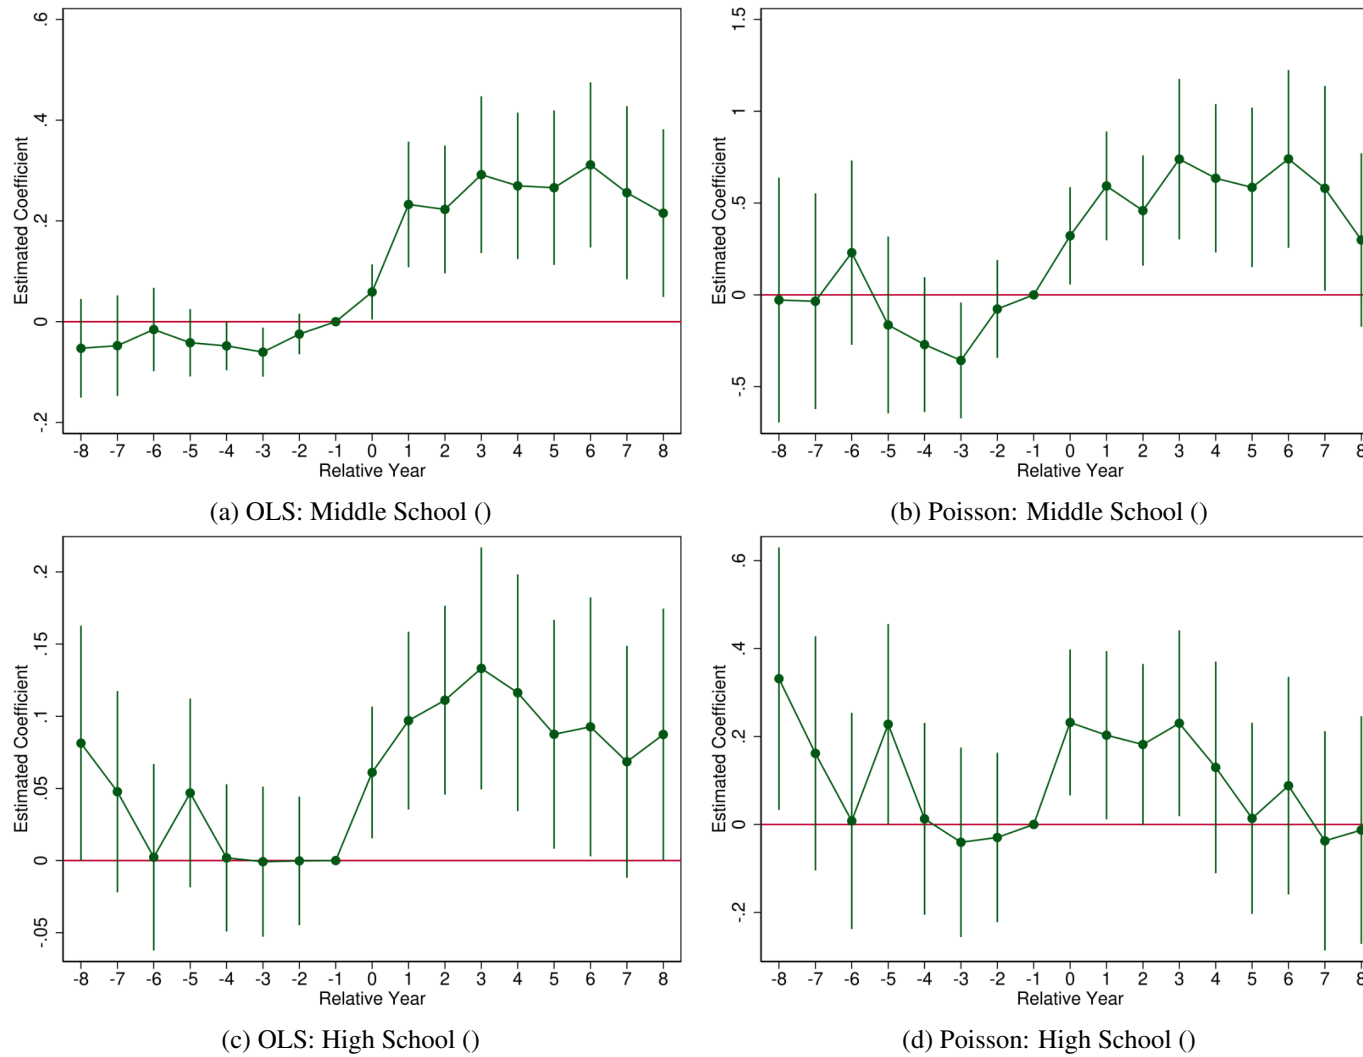 .6
.4
.2
0
-.2
Estimated Coefficient
-8 -7 -6 -5 -4 -3 -2 -1 0 1 2 3 4 5 6 7 8
Relative Year
(a) OLS: Middle School ()
1.5
1
.5
0
-.5
Estimated Coefficient
-8 -7 -6 -5 -4 -3 -2 -1 0 1 2 3 4 5 6 7 8
Relative Year
(b) Poisson: Middle School ()
.2
.15
.1
.05
0
-.05
Estimated Coefficient
-8 -7 -6 -5 -4 -3 -2 -1 0 1 2 3 4 5 6 7 8
Relative Year
(c) OLS: High School ()
.6
.4
.2
0
-.2
Estimated Coefficient
-8 -7 -6 -5 -4 -3 -2 -1 0 1 2 3 4 5 6 7 8
Relative Year
(d) Poisson: High School ()